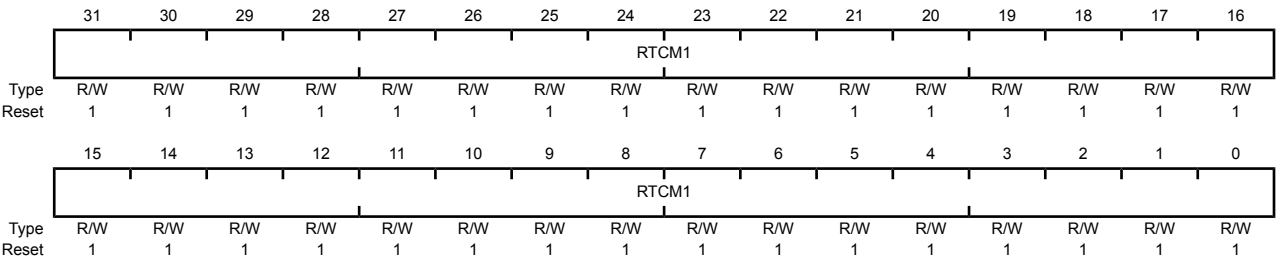 31 30 29 28 27 26 25 24 23 22 21 20 19 18 17 16
RTCM1
Type R/W R/W R/W R/W R/W R/W R/W R/W R/W R/W R/W R/W R/W R/W R/W R/W
Reset 1 1 1 1 1 1 1 1 1 1 1 1 1 1 1 1
15 14 13 12 11 10 9 8 7 6 5 4 3 2 1 0
RTCM1
Type R/W R/W R/W R/W R/W R/W R/W R/W R/W R/W R/W R/W R/W R/W R/W R/W
Reset 1 1 1 1 1 1 1 1 1 1 1 1 1 1 1 1